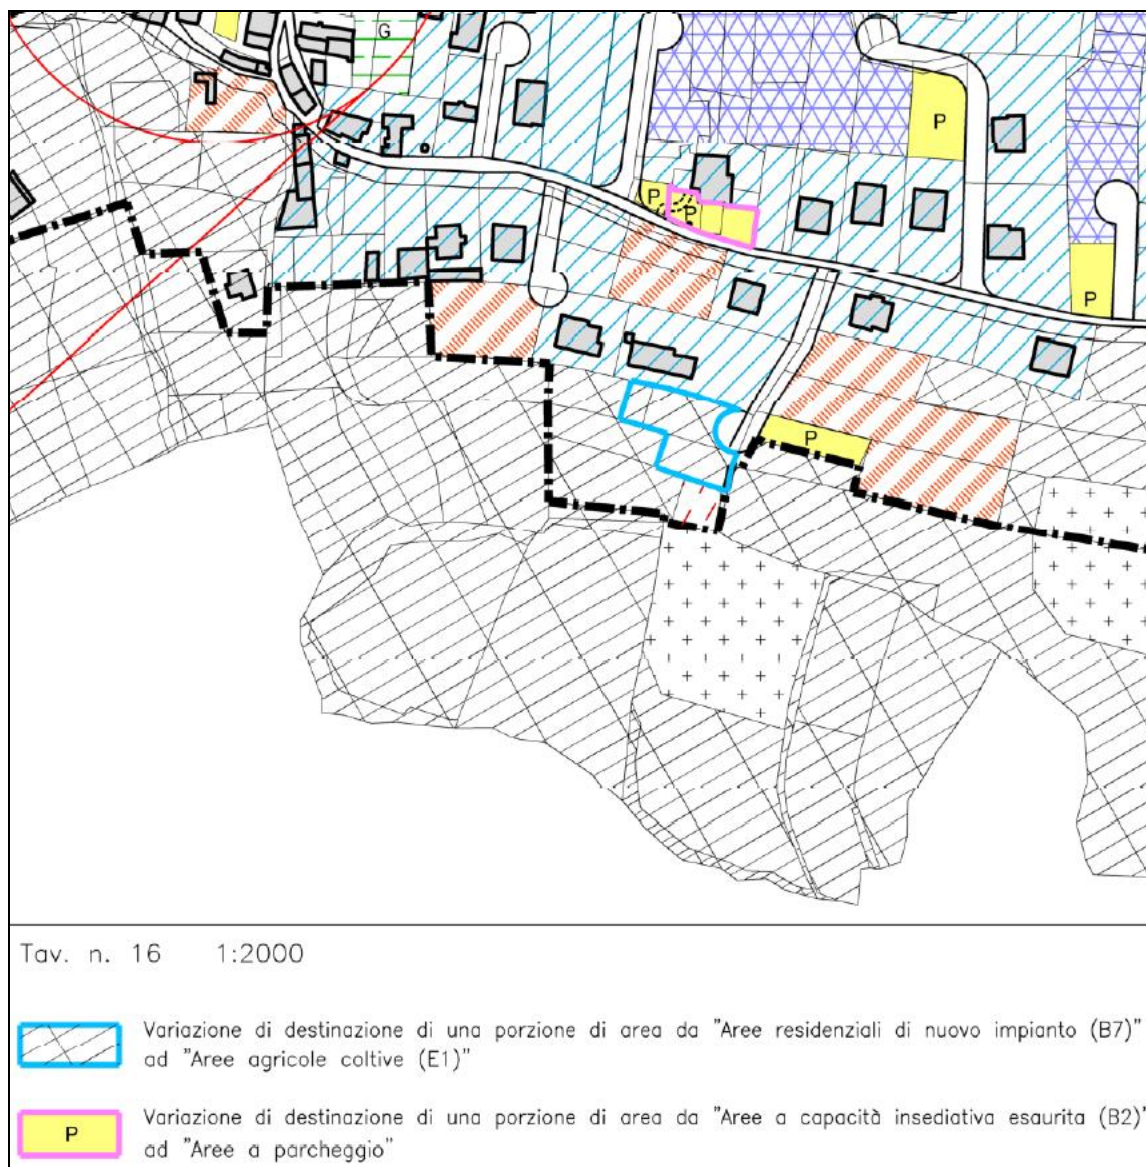 G
P
P
P
P
P
Tav. n. 16 1:2000
Variazione di destinazione di una porzione di area da "Aree residenziali di nuovo impianto (B7)"
ad "Aree agricole coltive (E1)"
P
Variazione di destinazione di una porzione di area da "Aree a capacità insediativa esaurita (B2)"
ad "Aree a parcheggio"